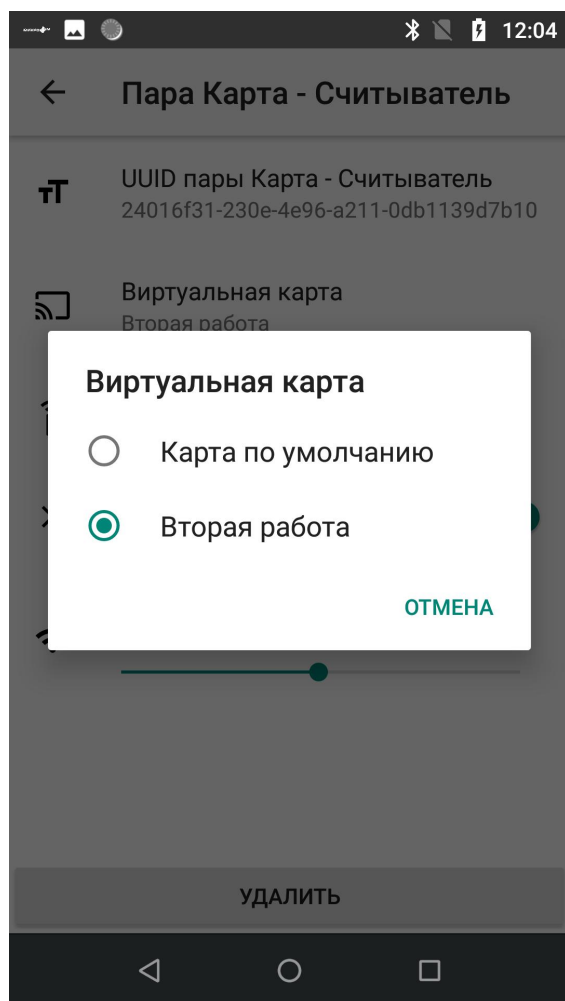 12:04
Пара Карта - Считыватель
UUID пары Карта - Считыватель
24016f31-230e-4e96-a211-0db1139d7b10
Виртуальная карта
Вторая работа
Виртуальная карта
Карта по умолчанию
Вторая работа
ОТМЕНА
УДАЛИТЬ